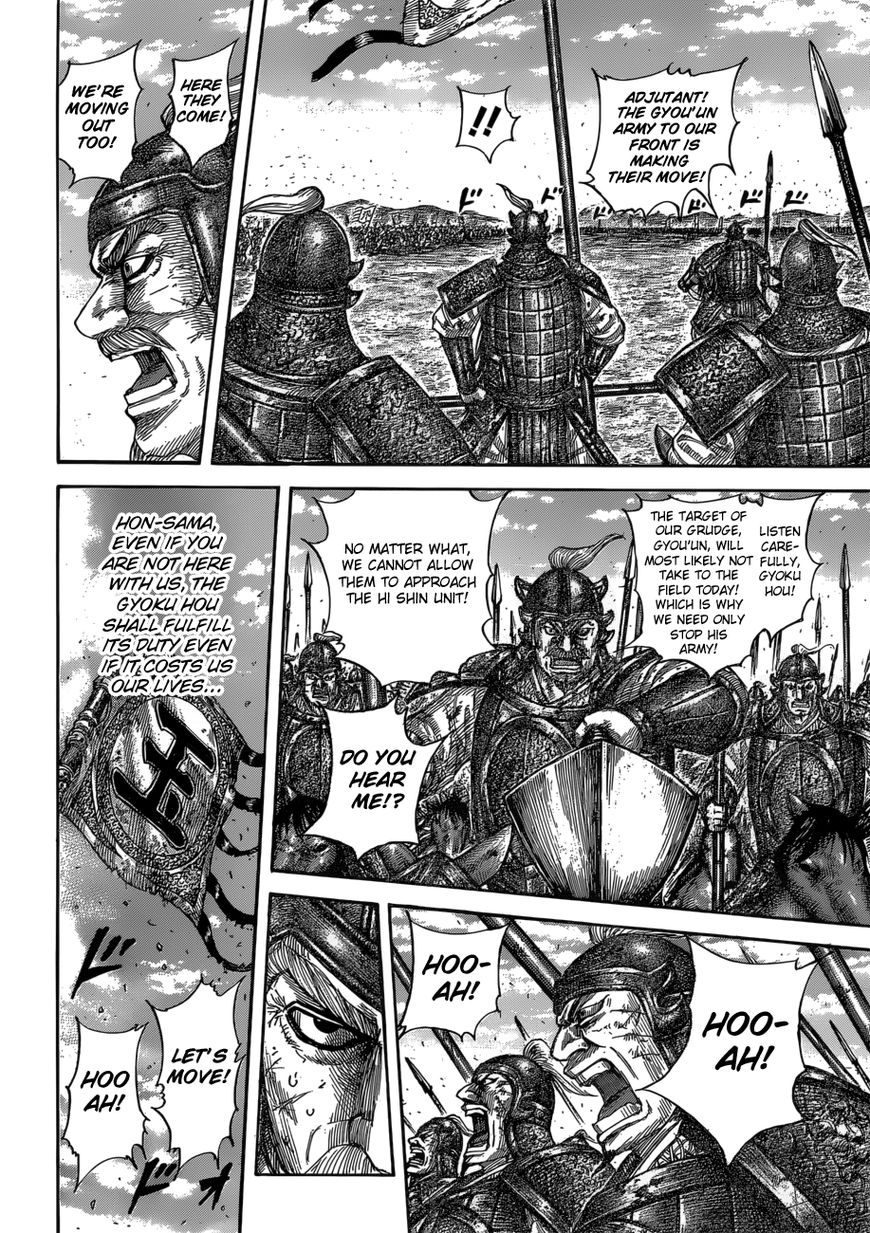 ADJUTANT!
THE GYOU'UN
ARMY TO OUR
FRONT IS
MAKING
THEIR MOVE!
!!
ド
ド
ド
ド
HERE
THEY
COME!
WE'RE
MOVING
OUT
TOO!
LISTEN
CARE-
FULLY,
GYOKU
HOU!
THE TARGET OF
OUR GRUDGE,
GYOU'UN, WILL
MOST LIKELY NOT
TAKE TO THE
FIELD TODAY!
WHICH IS WHY
WE NEED ONLY
STOP HIS
ARMY!
NO MATTER WHAT,
WE CANNOT ALLOW
THEM TO APPROACH
THE HI SHIN UNIT!
DO YOU
HEAR
ME!?
HON-SAMA,
EVEN IF YOU
ARE NOT HERE
WITH US, THE
GYOKU HOU
SHALL FULFILL
ITS DUTY EVEN
IF IT COSTS US
OUR LIVES...
HOO-
AH!
HOO-
AH!
LET'S
MOVE!
HOO
AH!
ド
ド
オ